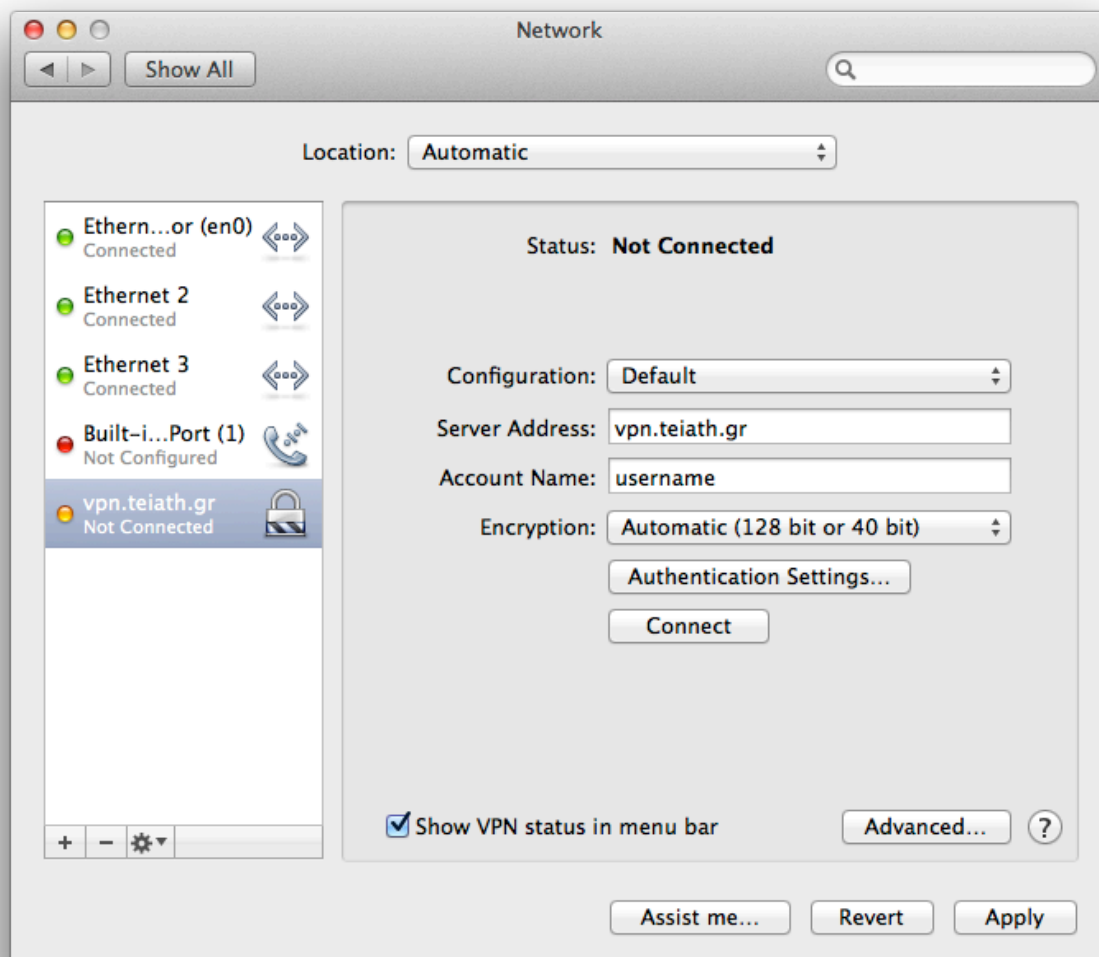 Network
Show All
Location: Automatic
Ethern...or (en0)
Connected
Ethernet 2
Connected
Ethernet 3
Connected
Built-i...Port (1)
Not Configured
vpn.teiath.gr
Not Connected
Status: Not Connected
Configuration: Default
Server Address: vpn.teiath.gr
Account Name: username
Encryption: Automatic (128 bit or 40 bit)
Authentication Settings...
Connect
Show VPN status in menu bar
Advanced...
?
Assist me...
Revert
Apply